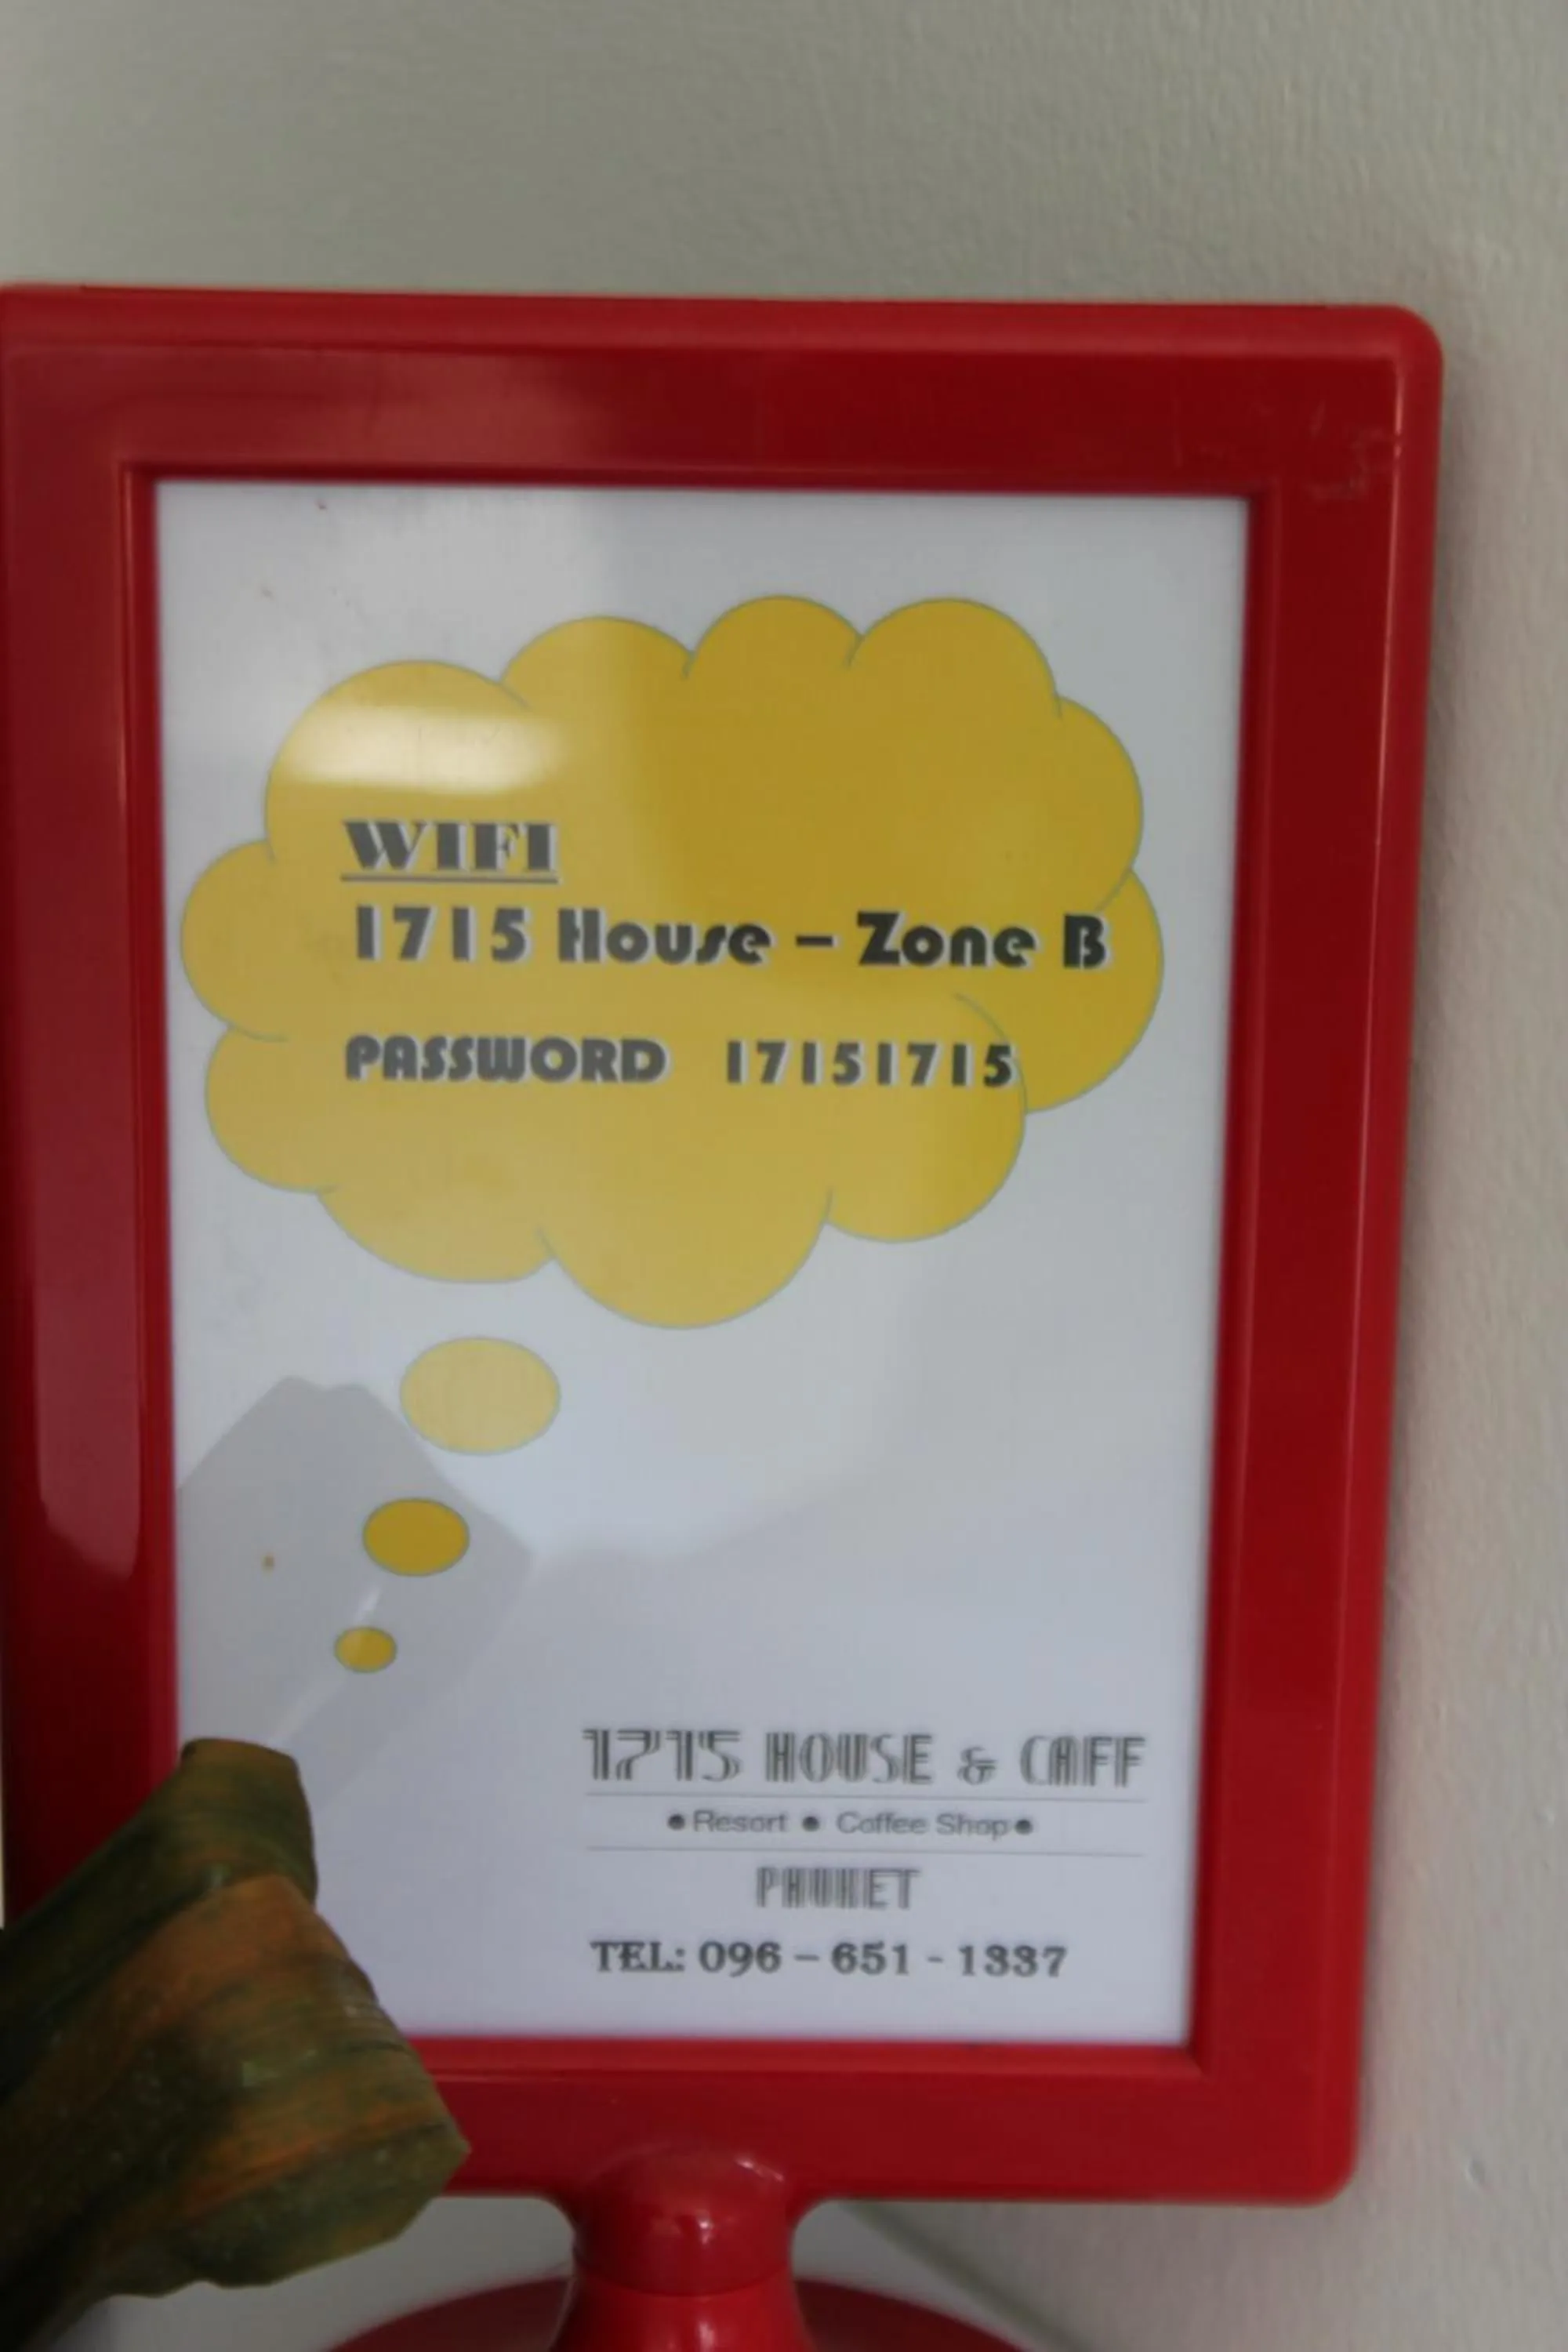 WIFI
1715 House – Zone B
PASSWORD 17151715
1715 HOUSE & CAFF
•Resort • Coffee Shop•
PHUKET
TEL: 096 – 651 - 1337